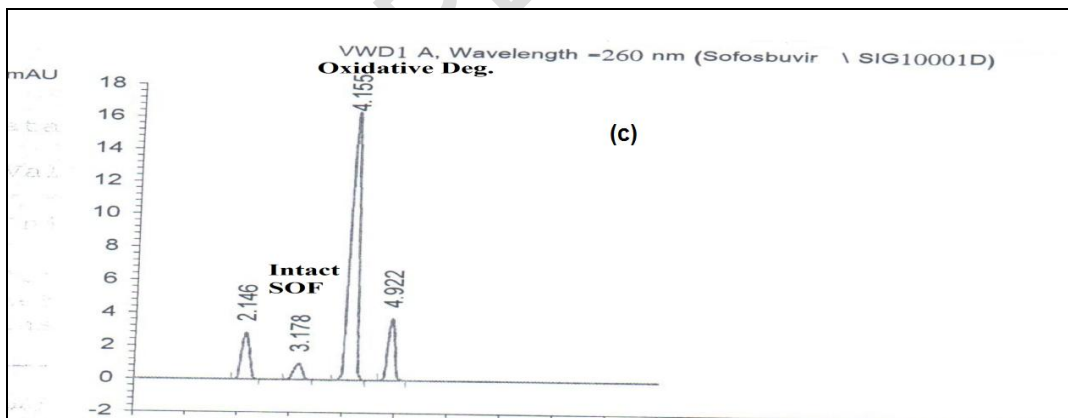 VWD1 A, Wavelength =260 nm (Sofosbuvir \ SIG10001D)
mAU
Oxidative Deg.
18
4.155
16
(c)
14
12
10
8
6
Intact
SOF
4
2.146
3.178
4.922
2
0
-2